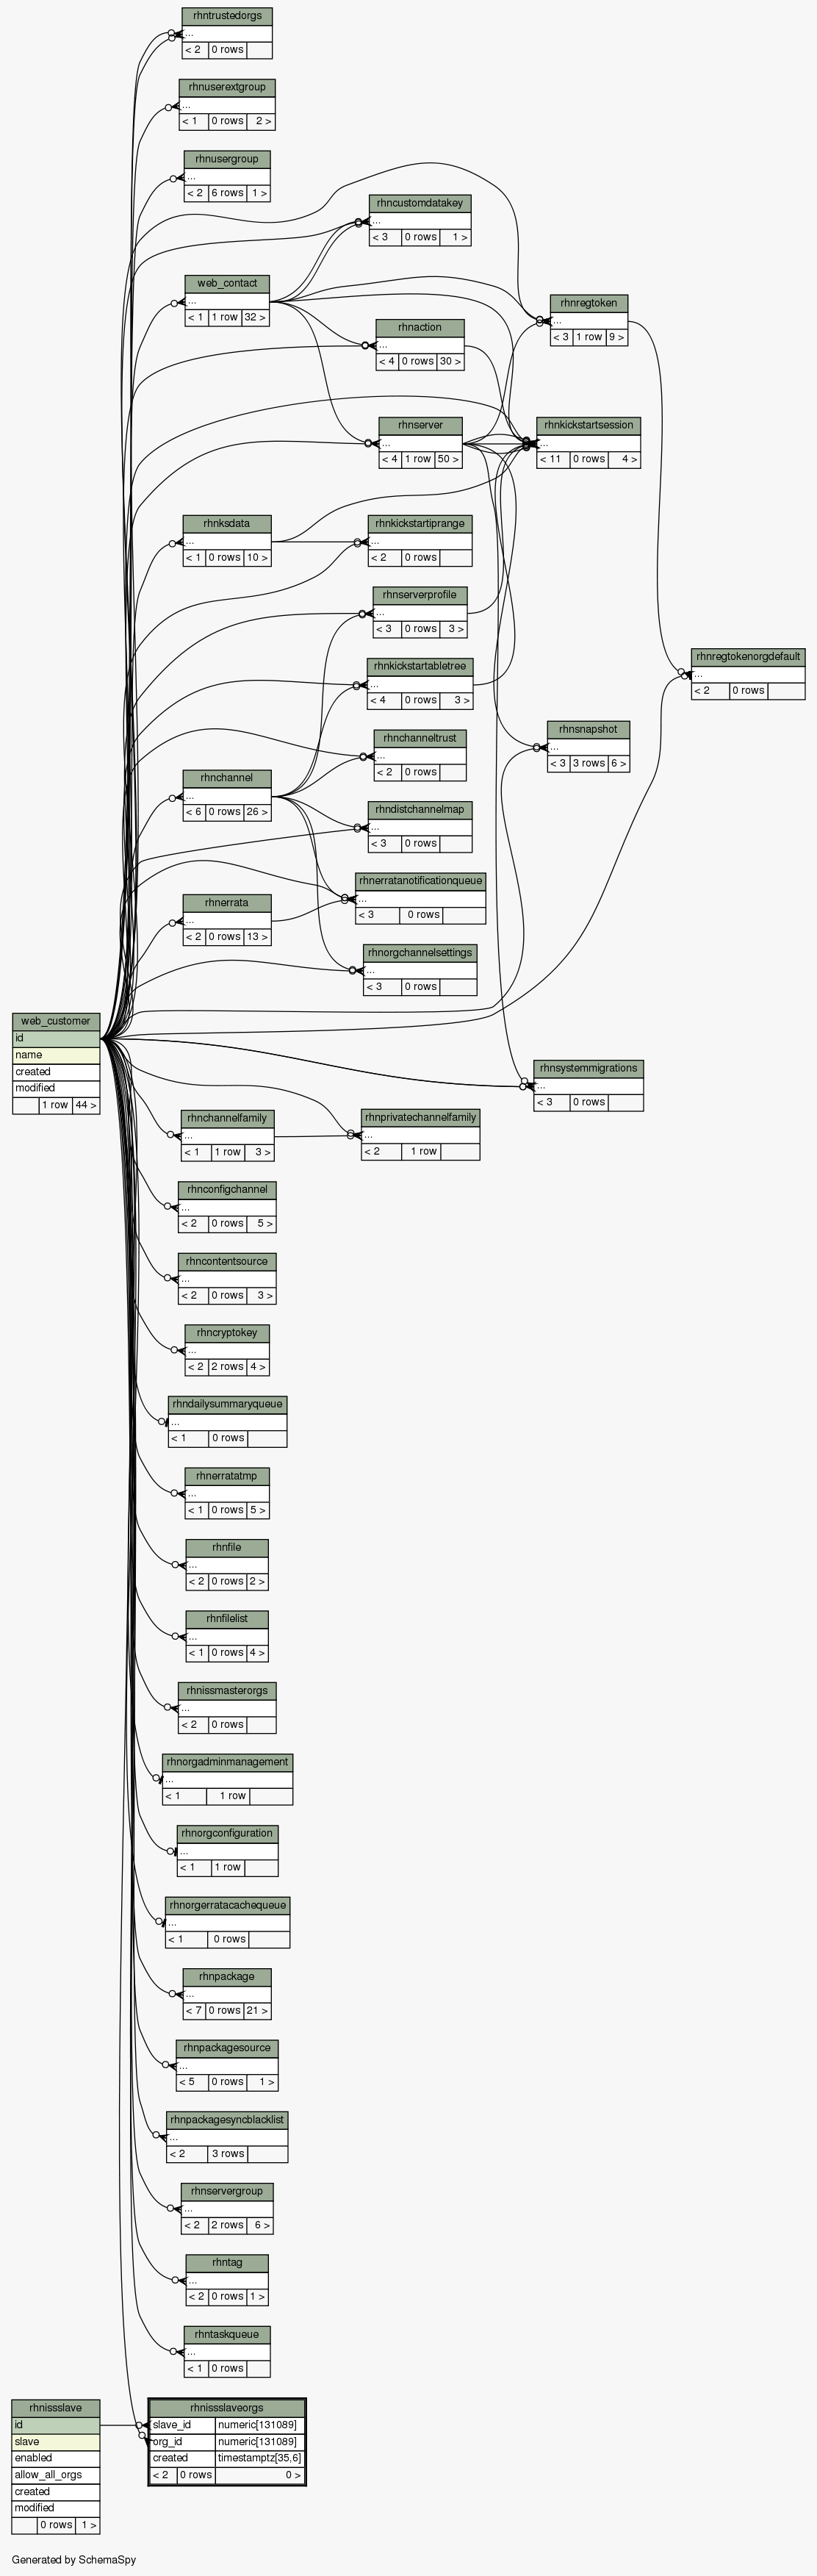 rhntrustedorgs
...
< 2 0 rows
rhnuserextgroup
...
< 1 0 rows 2 >
rhnusergroup
...
< 2 6 rows 1 >
rhncustomdatakey
...
< 3 0 rows 1 >
web_contact
...
< 1 1 row 32 >
rhnregtoken
...
< 3 1 row 9 >
rhnaction
...
< 4 0 rows 30 >
rhnserver
...
< 4 1 row 50 >
rhnkickstartsession
...
< 11 0 rows 4 >
rhnksdata
...
< 1 0 rows 10 >
rhnkickstartiprange
...
< 2 0 rows
rhnserverprofile
...
< 3 0 rows 3 >
rhnkickstartabletree
...
< 4 0 rows 3 >
rhnregtokenorgdefault
...
< 2 0 rows
rhnchanneltrust
...
< 2 0 rows
rhnsnapshot
...
< 3 3 rows 6 >
rhnchannel
...
< 6 0 rows 26 >
rhndistchannelmap
...
< 3 0 rows
rhnerratanotificationqueue
...
< 3 0 rows
rhnerrata
...
< 2 0 rows 13 >
rhnorgchannelsettings
...
< 3 0 rows
web_customer
id
name
created
modified
1 row 44 >
rhnsystemmigrations
...
< 3 0 rows
rhnchannelfamily
...
< 1 1 row 3 >
rhnprivatechannelfamily
...
< 2 1 row
rhnconfigchannel
...
< 2 0 rows 5 >
rhncontentsource
...
< 2 0 rows 3 >
rhncryptokey
...
< 2 2 rows 4 >
rhndailysummaryqueue
...
< 1 0 rows
rhnerratatmp
...
< 1 0 rows 5 >
rhnfile
...
< 2 0 rows 2 >
rhnfilelist
...
< 1 0 rows 4 >
rhnissmasterorgs
...
< 2 0 rows
rhnorgadminmanagement
...
< 1 1 row
rhnorgconfiguration
...
< 1 1 row
rhnorgerratacachequeue
...
< 1 0 rows
rhnpackage
...
< 7 0 rows 21 >
rhnpackagesource
...
< 5 0 rows 1 >
rhnpackagesyncblacklist
...
< 2 3 rows
rhnservergroup
...
< 2 2 rows 6 >
rhntag
...
< 2 0 rows 1 >
rhntaskqueue
...
< 1 0 rows
rhnissslave
id
slave
enabled
allow_all_orgs
created
modified
0 rows 1 >
rhnissslaveorgs
slave_id numeric[131089]
org_id numeric[131089]
created timestamptz[35,6]
< 2 0 rows 0 >
Generated by SchemaSpy